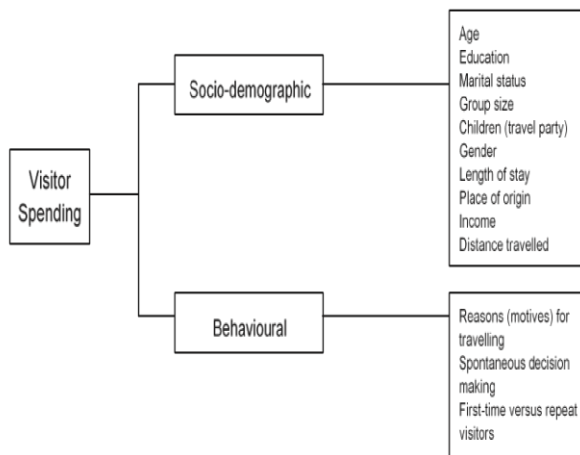 Visitor
Spending
Socio-demographic
Age
Education
Marital status
Group size
Children (travel party)
Gender
Length of stay
Place of origin
Income
Distance travelled
Behavioural
Reasons (motives) for
travelling
Spontaneous decision
making
First-time versus repeat
visitors